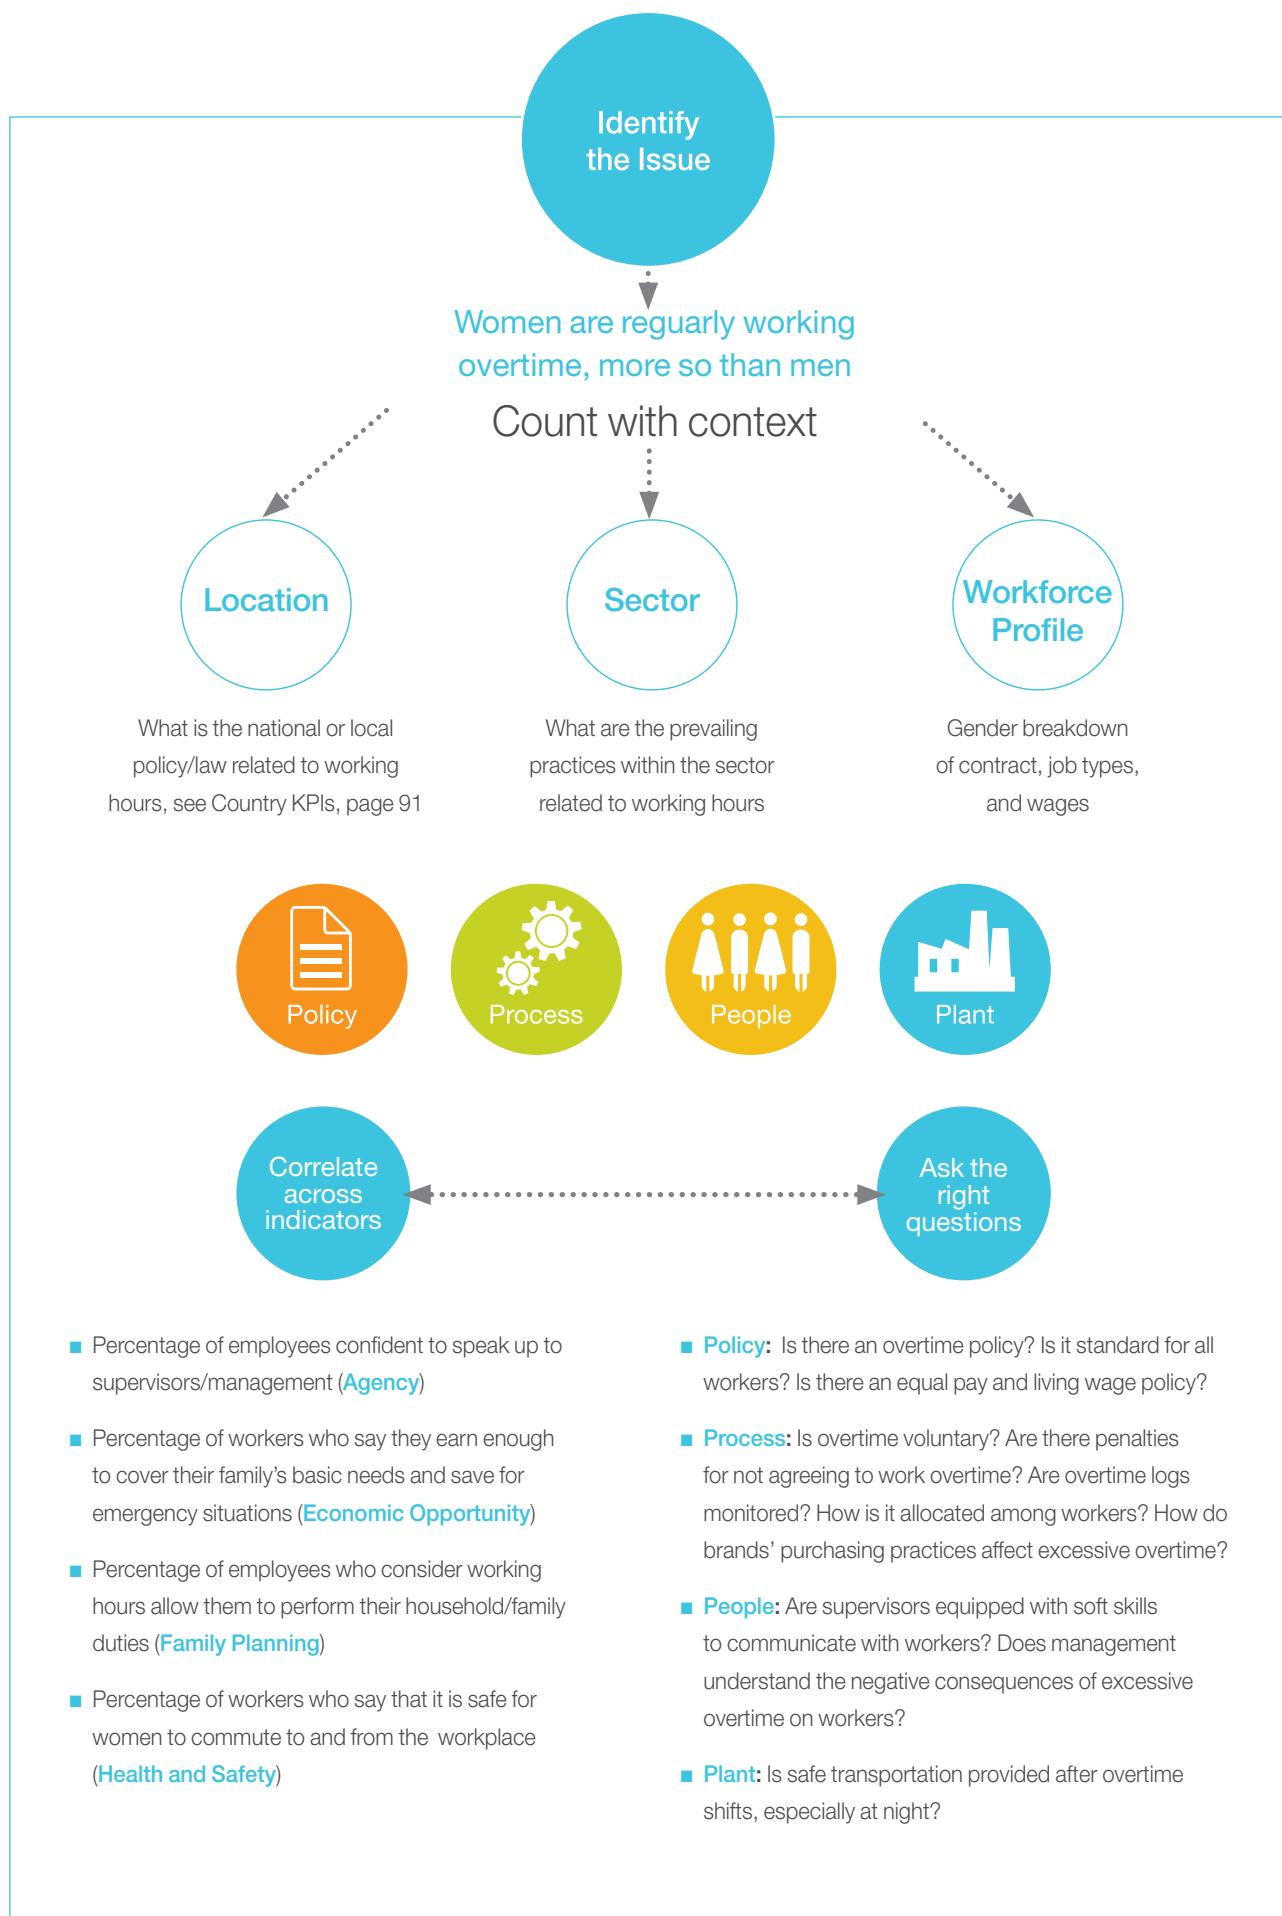 Identify
the Issue
Women are reguarly working
overtime, more so than men
Count with context
Location
Sector
Workforce
Profile
What is the national or local
policy/law related to working
hours, see Country KPIs, page 91
What are the prevailing
practices within the sector
related to working hours
Gender breakdown
of contract, job types,
and wages
Policy
Process
People
Plant
Correlate
across
indicators
Ask the
right
questions
■ Percentage of employees confident to speak up to
supervisors/management (Agency)
■ Percentage of workers who say they earn enough
to cover their family’s basic needs and save for
emergency situations (Economic Opportunity)
■ Percentage of employees who consider working
hours allow them to perform their household/family
duties (Family Planning)
■ Percentage of workers who say that it is safe for
women to commute to and from the workplace
(Health and Safety)
■ Policy: Is there an overtime policy? Is it standard for all
workers? Is there an equal pay and living wage policy?
■ Process: Is overtime voluntary? Are there penalties
for not agreeing to work overtime? Are overtime logs
monitored? How is it allocated among workers? How do
brands’ purchasing practices affect excessive overtime?
■ People: Are supervisors equipped with soft skills
to communicate with workers? Does management
understand the negative consequences of excessive
overtime on workers?
■ Plant: Is safe transportation provided after overtime
shifts, especially at night?